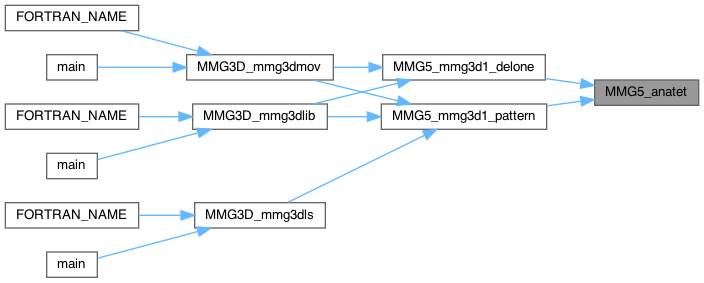 FORTRAN_NAME
main
MMG3D_mmg3dmov
MMG5_mmg3d1_delone
MMG5_anatet
FORTRAN_NAME
MMG3D_mmg3dlib
MMG5_mmg3d1_pattern
main
FORTRAN_NAME
MMG3D_mmg3dls
main